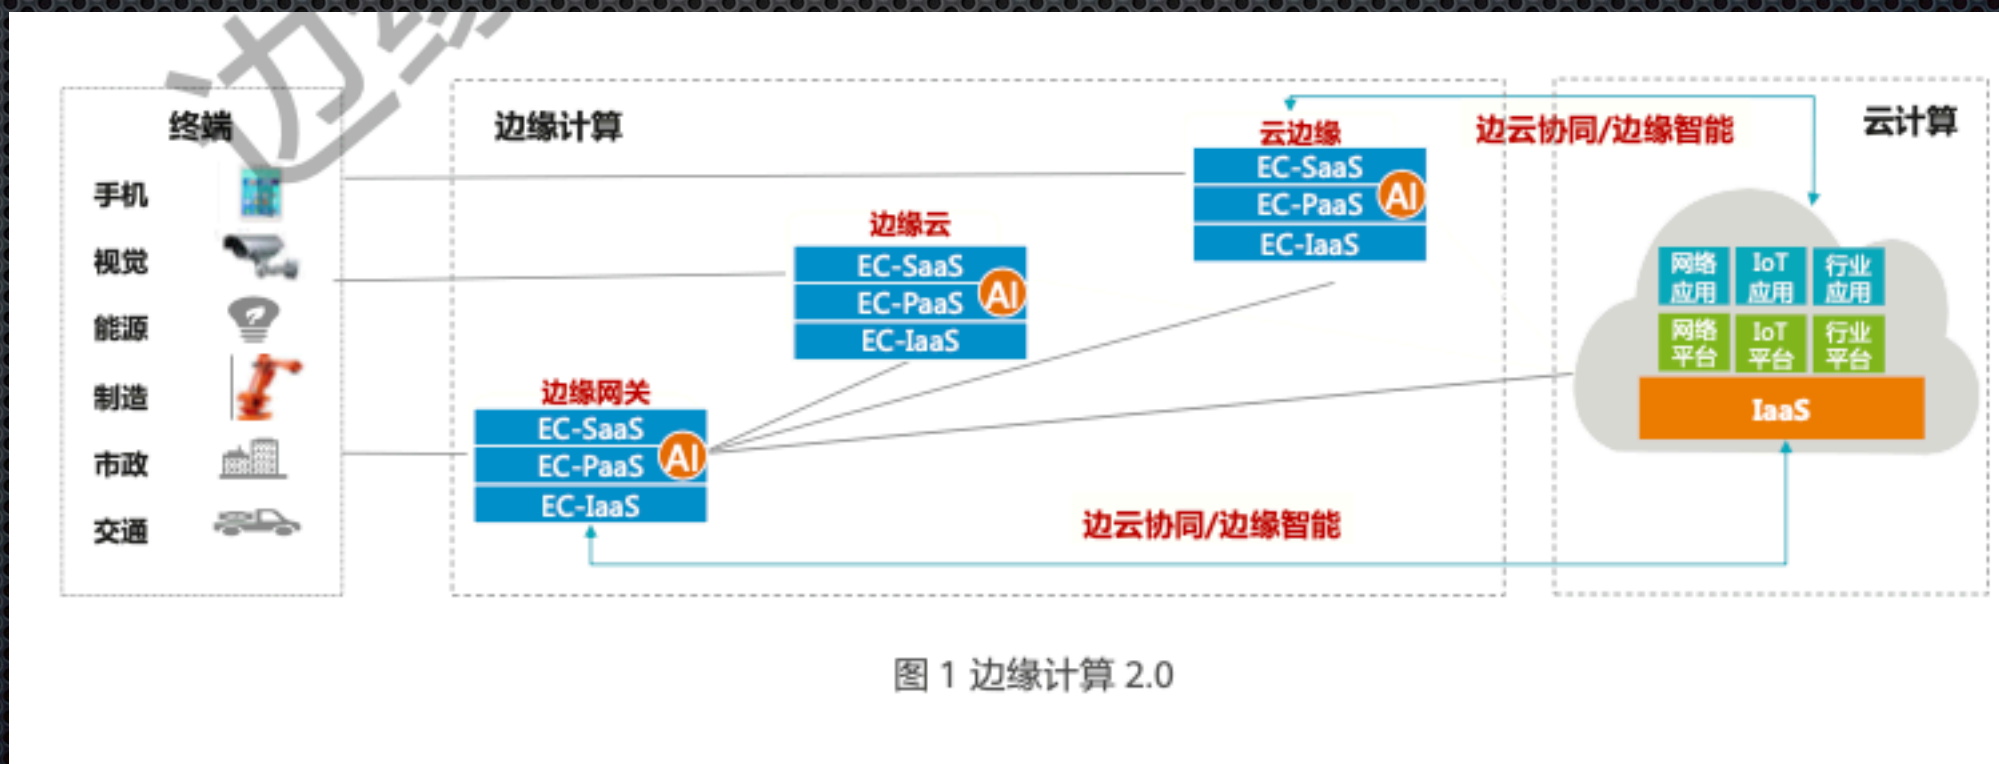 边缘
终端
手机
视觉
能源
制造
市政
交通
边缘计算
边缘网关
EC-SaaS
EC-PaaS
EC-IaaS
AI
边缘云
EC-SaaS
EC-PaaS
EC-IaaS
AI
云边缘
EC-SaaS
EC-PaaS
EC-IaaS
AI
边云协同/边缘智能
边云协同/边缘智能
云计算
网络
应用
IoT
应用
行业
应用
网络
平台
IoT
平台
行业
平台
IaaS
图 1 边缘计算 2.0